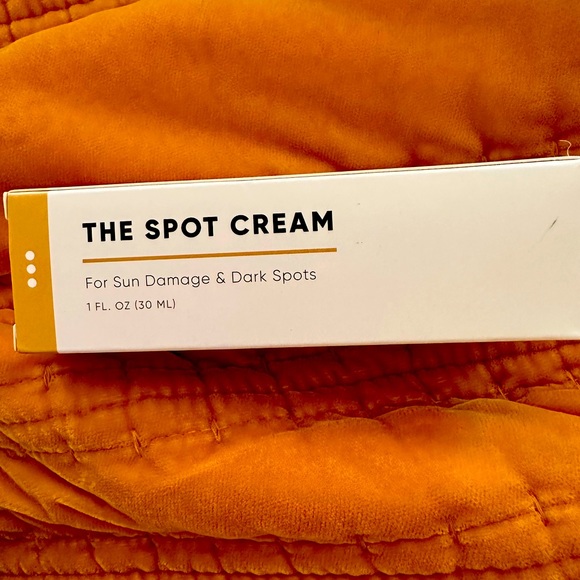 THE SPOT CREAM
For Sun Damage & Dark Spots
1 FL. OZ (30 ML)